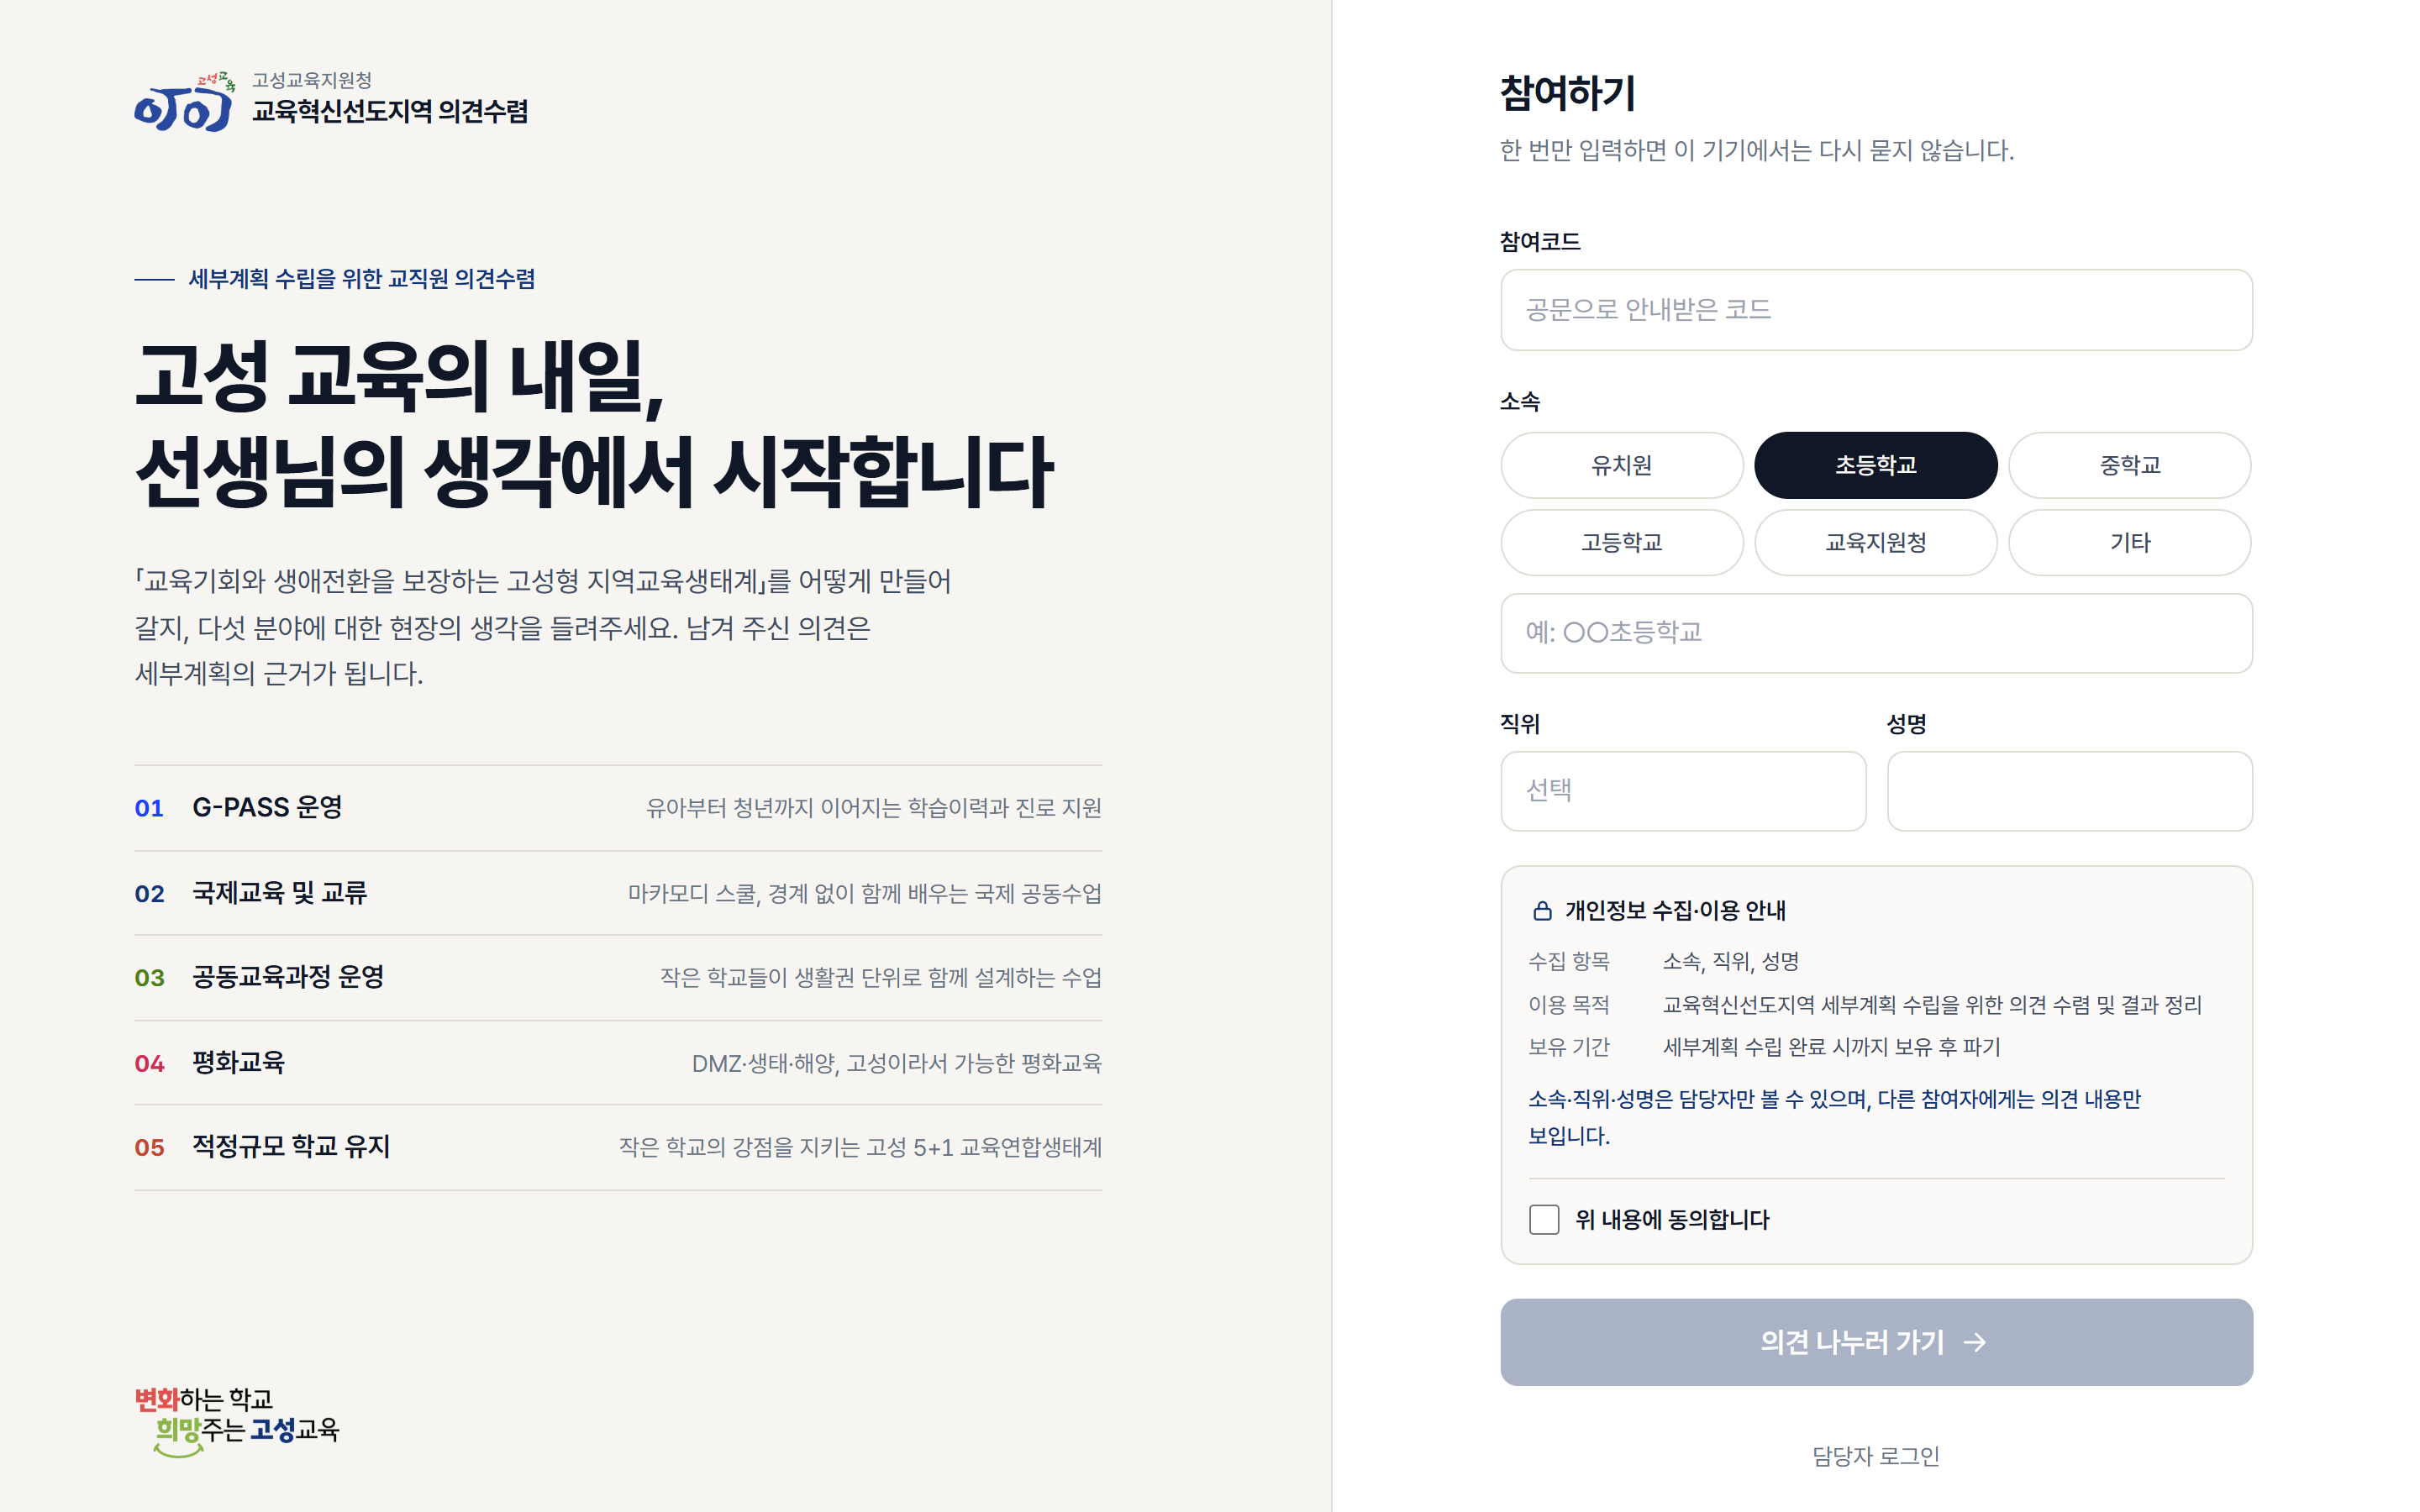 고성교육
아이
고성교육지원청
교육혁신선도지역 의견수렴
세부계획 수립을 위한 교직원 의견수렴
고성 교육의 내일,
선생님의 생각에서 시작합니다
「교육기회와 생애전환을 보장하는 고성형 지역교육생태계」를 어떻게 만들어
갈지, 다섯 분야에 대한 현장의 생각을 들려주세요. 남겨 주신 의견은
세부계획의 근거가 됩니다.
01 G-PASS 운영 유아부터 청년까지 이어지는 학습이력과 진로 지원
02 국제교육 및 교류 마카모디 스쿨, 경계 없이 함께 배우는 국제 공동수업
03 공동교육과정 운영 작은 학교들이 생활권 단위로 함께 설계하는 수업
04 평화교육 DMZ·생태·해양, 고성이라서 가능한 평화교육
05 적정규모 학교 유지 작은 학교의 강점을 지키는 고성 5+1 교육연합생태계
변화하는 학교
희망주는 고성교육
참여하기
한 번만 입력하면 이 기기에서는 다시 묻지 않습니다.
참여코드
공문으로 안내받은 코드
소속
유치원 초등학교 중학교
고등학교 교육지원청 기타
예: ○○초등학교
직위 성명
선택
개인정보 수집·이용 안내
수집 항목 소속, 직위, 성명
이용 목적 교육혁신선도지역 세부계획 수립을 위한 의견 수렴 및 결과 정리
보유 기간 세부계획 수립 완료 시까지 보유 후 파기
소속·직위·성명은 담당자만 볼 수 있으며, 다른 참여자에게는 의견 내용만
보입니다.
위 내용에 동의합니다
의견 나누러 가기 →
담당자 로그인